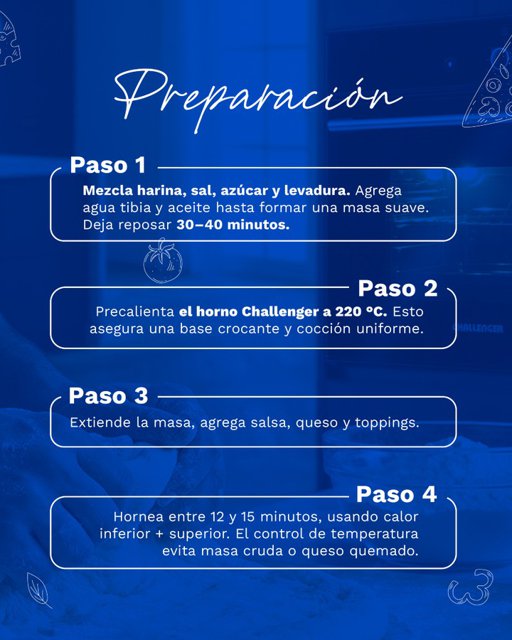 Preparación
Paso 1
Mezcla harina, sal, azúcar y levadura. Agrega
agua tibia y aceite hasta formar una masa suave.
Deja reposar 30–40 minutos.
Paso 2
Precalienta el horno Challenger a 220 °C. Esto
asegura una base crocante y cocción uniforme.
CHALLENGER
Paso 3
Extiende la masa, agrega salsa, queso y toppings.
Paso 4
Hornea entre 12 y 15 minutos, usando calor
inferior + superior. El control de temperatura
evita masa cruda o queso quemado.